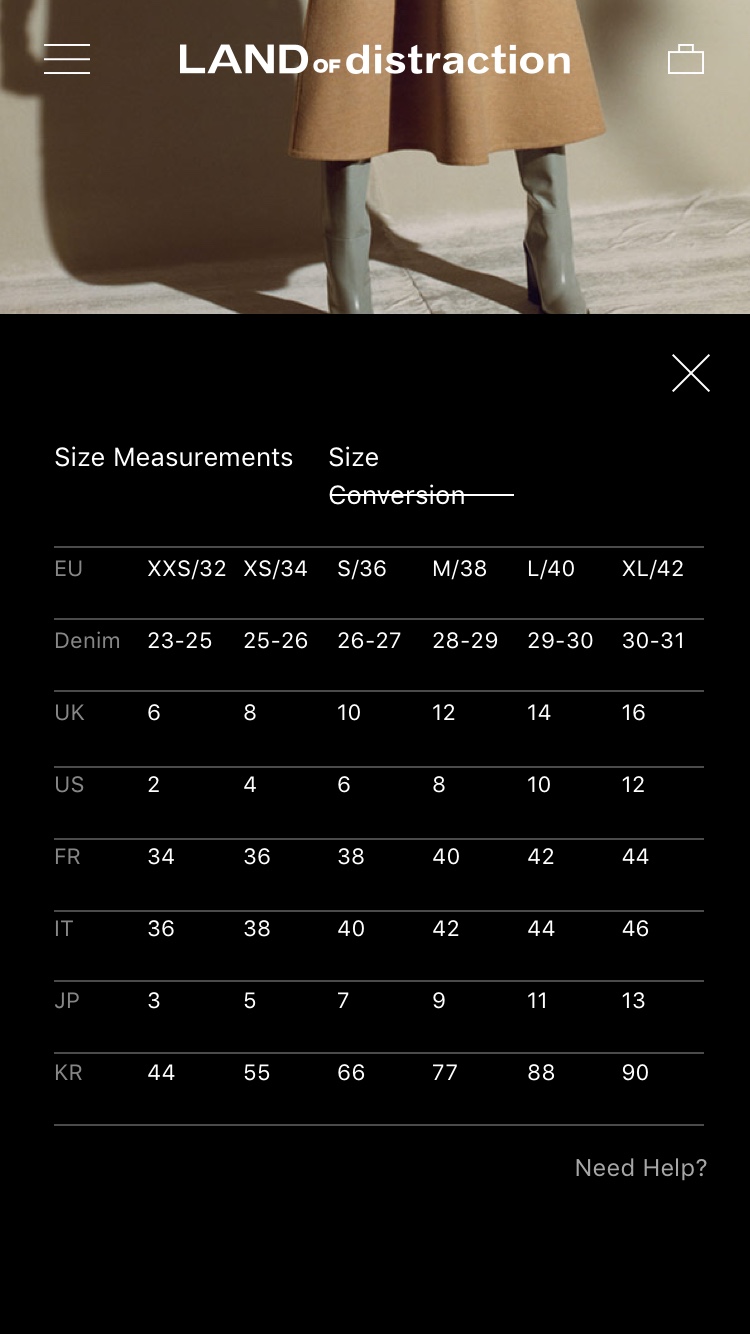 LAND OF distraction
Size Measurements
Size
Conversion
EU XXS/32 XS/34 S/36 M/38 L/40 XL/42
Denim 23-25 25-26 26-27 28-29 29-30 30-31
UK 6 8 10 12 14 16
US 2 4 6 8 10 12
FR 34 36 38 40 42 44
IT 36 38 40 42 44 46
JP 3 5 7 9 11 13
KR 44 55 66 77 88 90
Need Help?